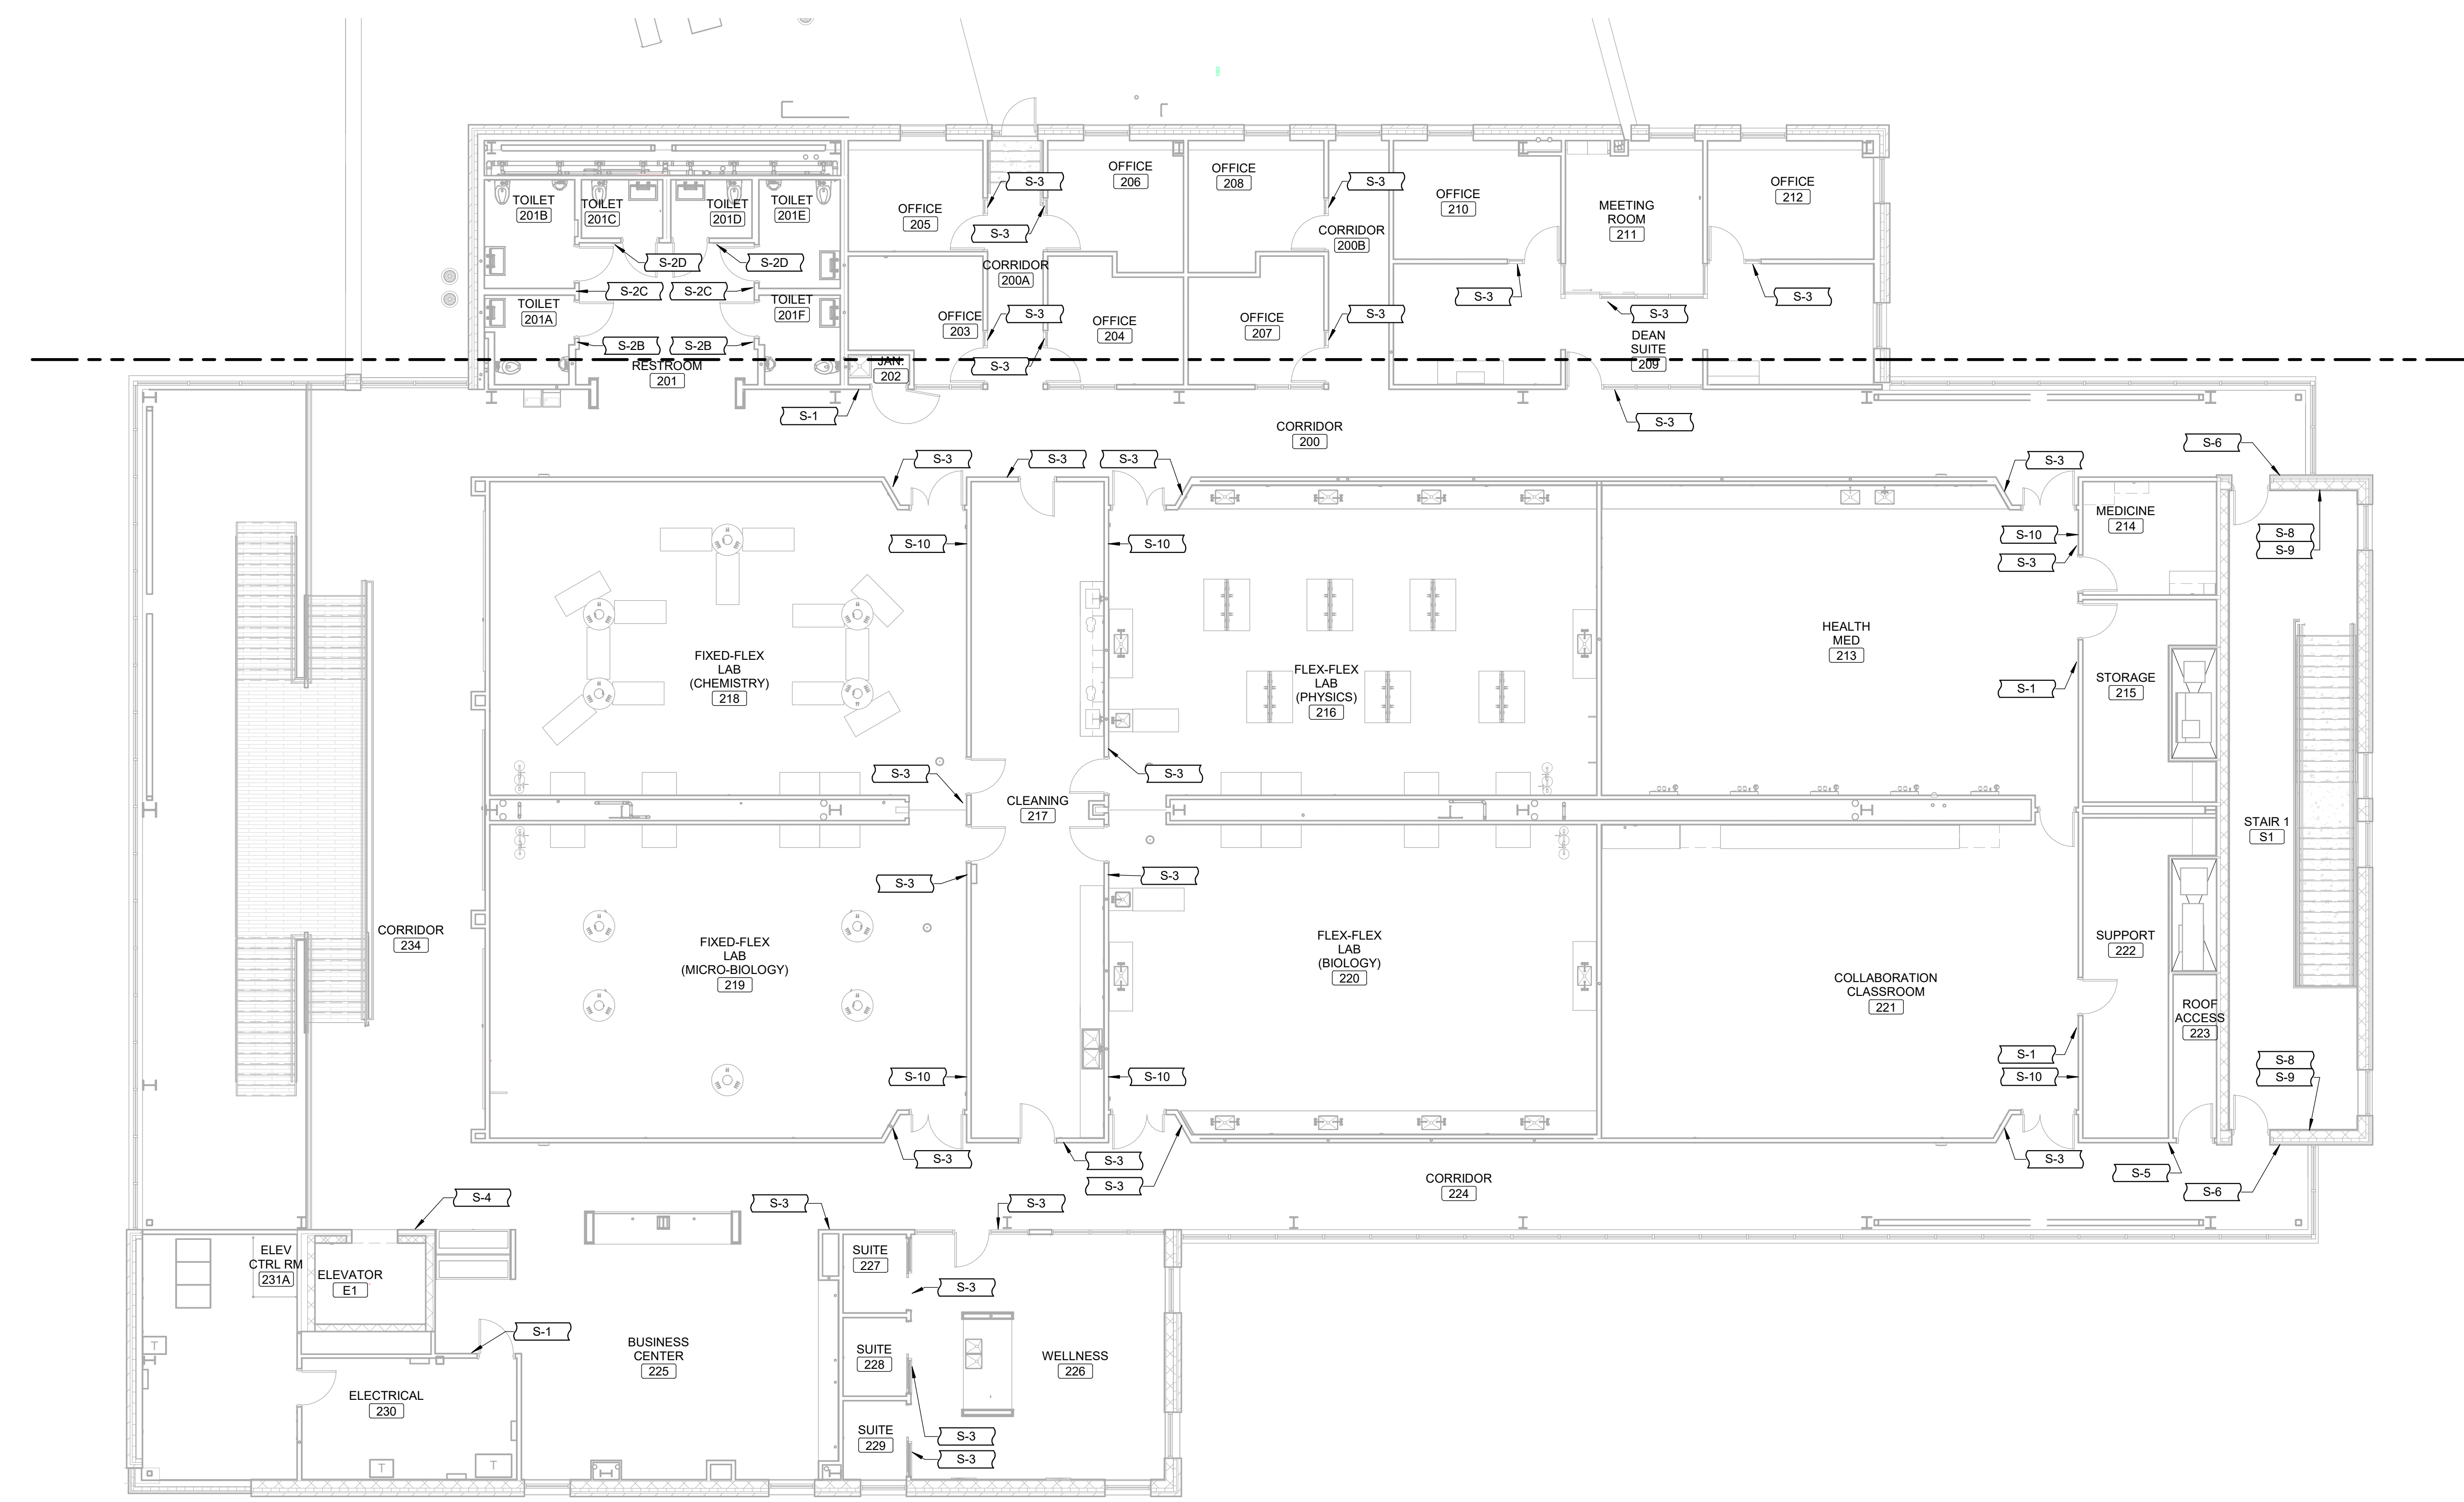 TOILET
201B
TOILET
201C
TOILET
201D
TOILET
201E
OFFICE
205
S-3
S-3
OFFICE
206
OFFICE
208
S-3
CORRIDOR
200B
OFFICE
210
MEETING
ROOM
211
OFFICE
212
S-2D
S-2D
S-2C
S-2C
CORRIDOR
200A
TOILET
201A
TOILET
201F
OFFICE
203
S-3
OFFICE
204
OFFICE
207
S-3
S-3
S-3
S-3
S-2B
S-2B
RESTROOM
201
JAN.
202
S-3
DEAN
SUITE
209
S-1
S-3
CORRIDOR
200
S-6
S-3
S-3
S-3
S-3
S-10
S-10
S-10
S-3
MEDICINE
214
S-8
S-9
FIXED-FLEX
LAB
(CHEMISTRY)
218
FLEX-FLEX
LAB
(PHYSICS)
216
HEALTH
MED
213
S-1
STORAGE
215
S-3
S-3
CLEANING
217
STAIR 1
S1
S-3
S-3
CORRIDOR
234
FIXED-FLEX
LAB
(MICRO-BIOLOGY)
219
FLEX-FLEX
LAB
(BIOLOGY)
220
COLLABORATION
CLASSROOM
221
SUPPORT
222
ROOF
ACCESS
223
S-10
S-10
S-1
S-10
S-8
S-9
S-3
S-3
S-3
S-3
S-5
S-6
CORRIDOR
224
S-4
S-3
S-3
ELEV
CTRL RM
231A
ELEVATOR
E1
SUITE
227
S-3
S-1
BUSINESS
CENTER
225
SUITE
228
WELLNESS
226
T
ELECTRICAL
230
SUITE
229
S-3
S-3
T
T